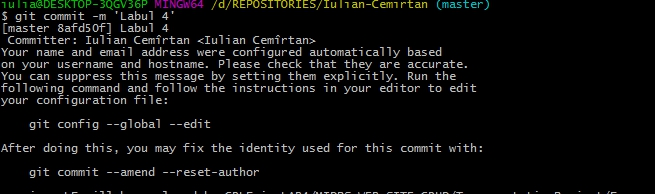 iulia@DESKTOP-3QGV36P MINGW64 /d/REPOSITORIES/Iulian-Cemirtan (master)
$ git commit -m 'Labul 4'
[master 8afd50f] Labul 4
Committer: Iulian Cemîrtan <Iulian Cemîrtan>
Your name and email address were configured automatically based
on your username and hostname. Please check that they are accurate.
You can suppress this message by setting them explicitly. Run the
following command and follow the instructions in your editor to edit
your configuration file:
git config --global --edit
After doing this, you may fix the identity used for this commit with:
git commit --amend --reset-author